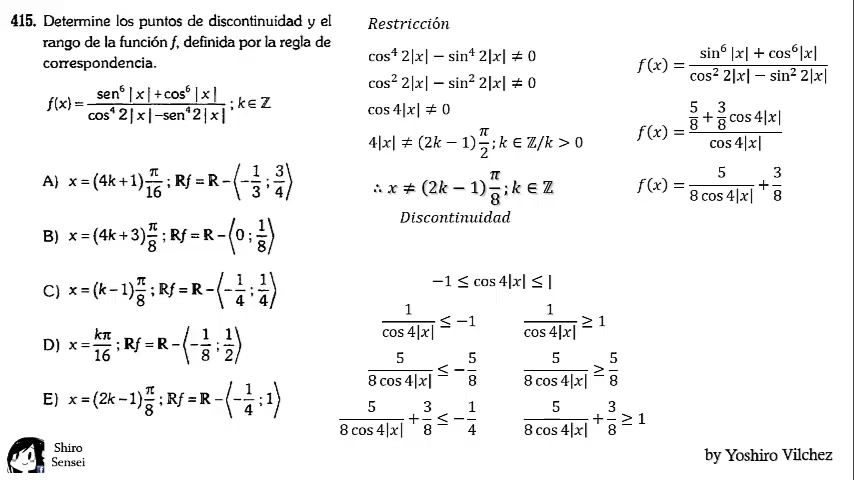 415. Determine los puntos de discontinuidad y el
rango de la función f, definida por la regla de
correspondencia.
f(x) = (sen⁶|x|+cos⁶|x|)/(cos⁴2|x|−sen⁴2|x|) ; k∈ℤ
A) x = (4k+1)π/16 ; Rf = R − ⟨−1/3 ; 3/4⟩
B) x = (4k+3)π/8 ; Rf = R − ⟨0 ; 1/8⟩
C) x = (k−1)π/8 ; Rf = R − ⟨−1/4 ; 1/4⟩
D) x = kπ/16 ; Rf = R − ⟨−1/8 ; 1/2⟩
E) x = (2k−1)π/8 ; Rf = R − ⟨−1/4 ; 1⟩
Shiro
Sensei
Restricción
cos⁴ 2|x| − sin⁴ 2|x| ≠ 0
cos² 2|x| − sin² 2|x| ≠ 0
cos 4|x| ≠ 0
4|x| ≠ (2k − 1)π/2 ; k ∈ ℤ/k > 0
∴ x ≠ (2k − 1)π/8 ; k ∈ ℤ
Discontinuidad
f(x) = (sin⁶|x| + cos⁶|x|)/(cos² 2|x| − sin² 2|x|)
f(x) = (5/8 + 3/8 cos 4|x|)/(cos 4|x|)
f(x) = 5/(8 cos 4|x|) + 3/8
−1 ≤ cos 4|x| ≤ |
1/(cos 4|x|) ≤ −1 1/(cos 4|x|) ≥ 1
5/(8 cos 4|x|) ≤ −5/8 5/(8 cos 4|x|) ≥ 5/8
5/(8 cos 4|x|) + 3/8 ≤ −1/4 5/(8 cos 4|x|) + 3/8 ≥ 1
by Yoshiro Vilchez